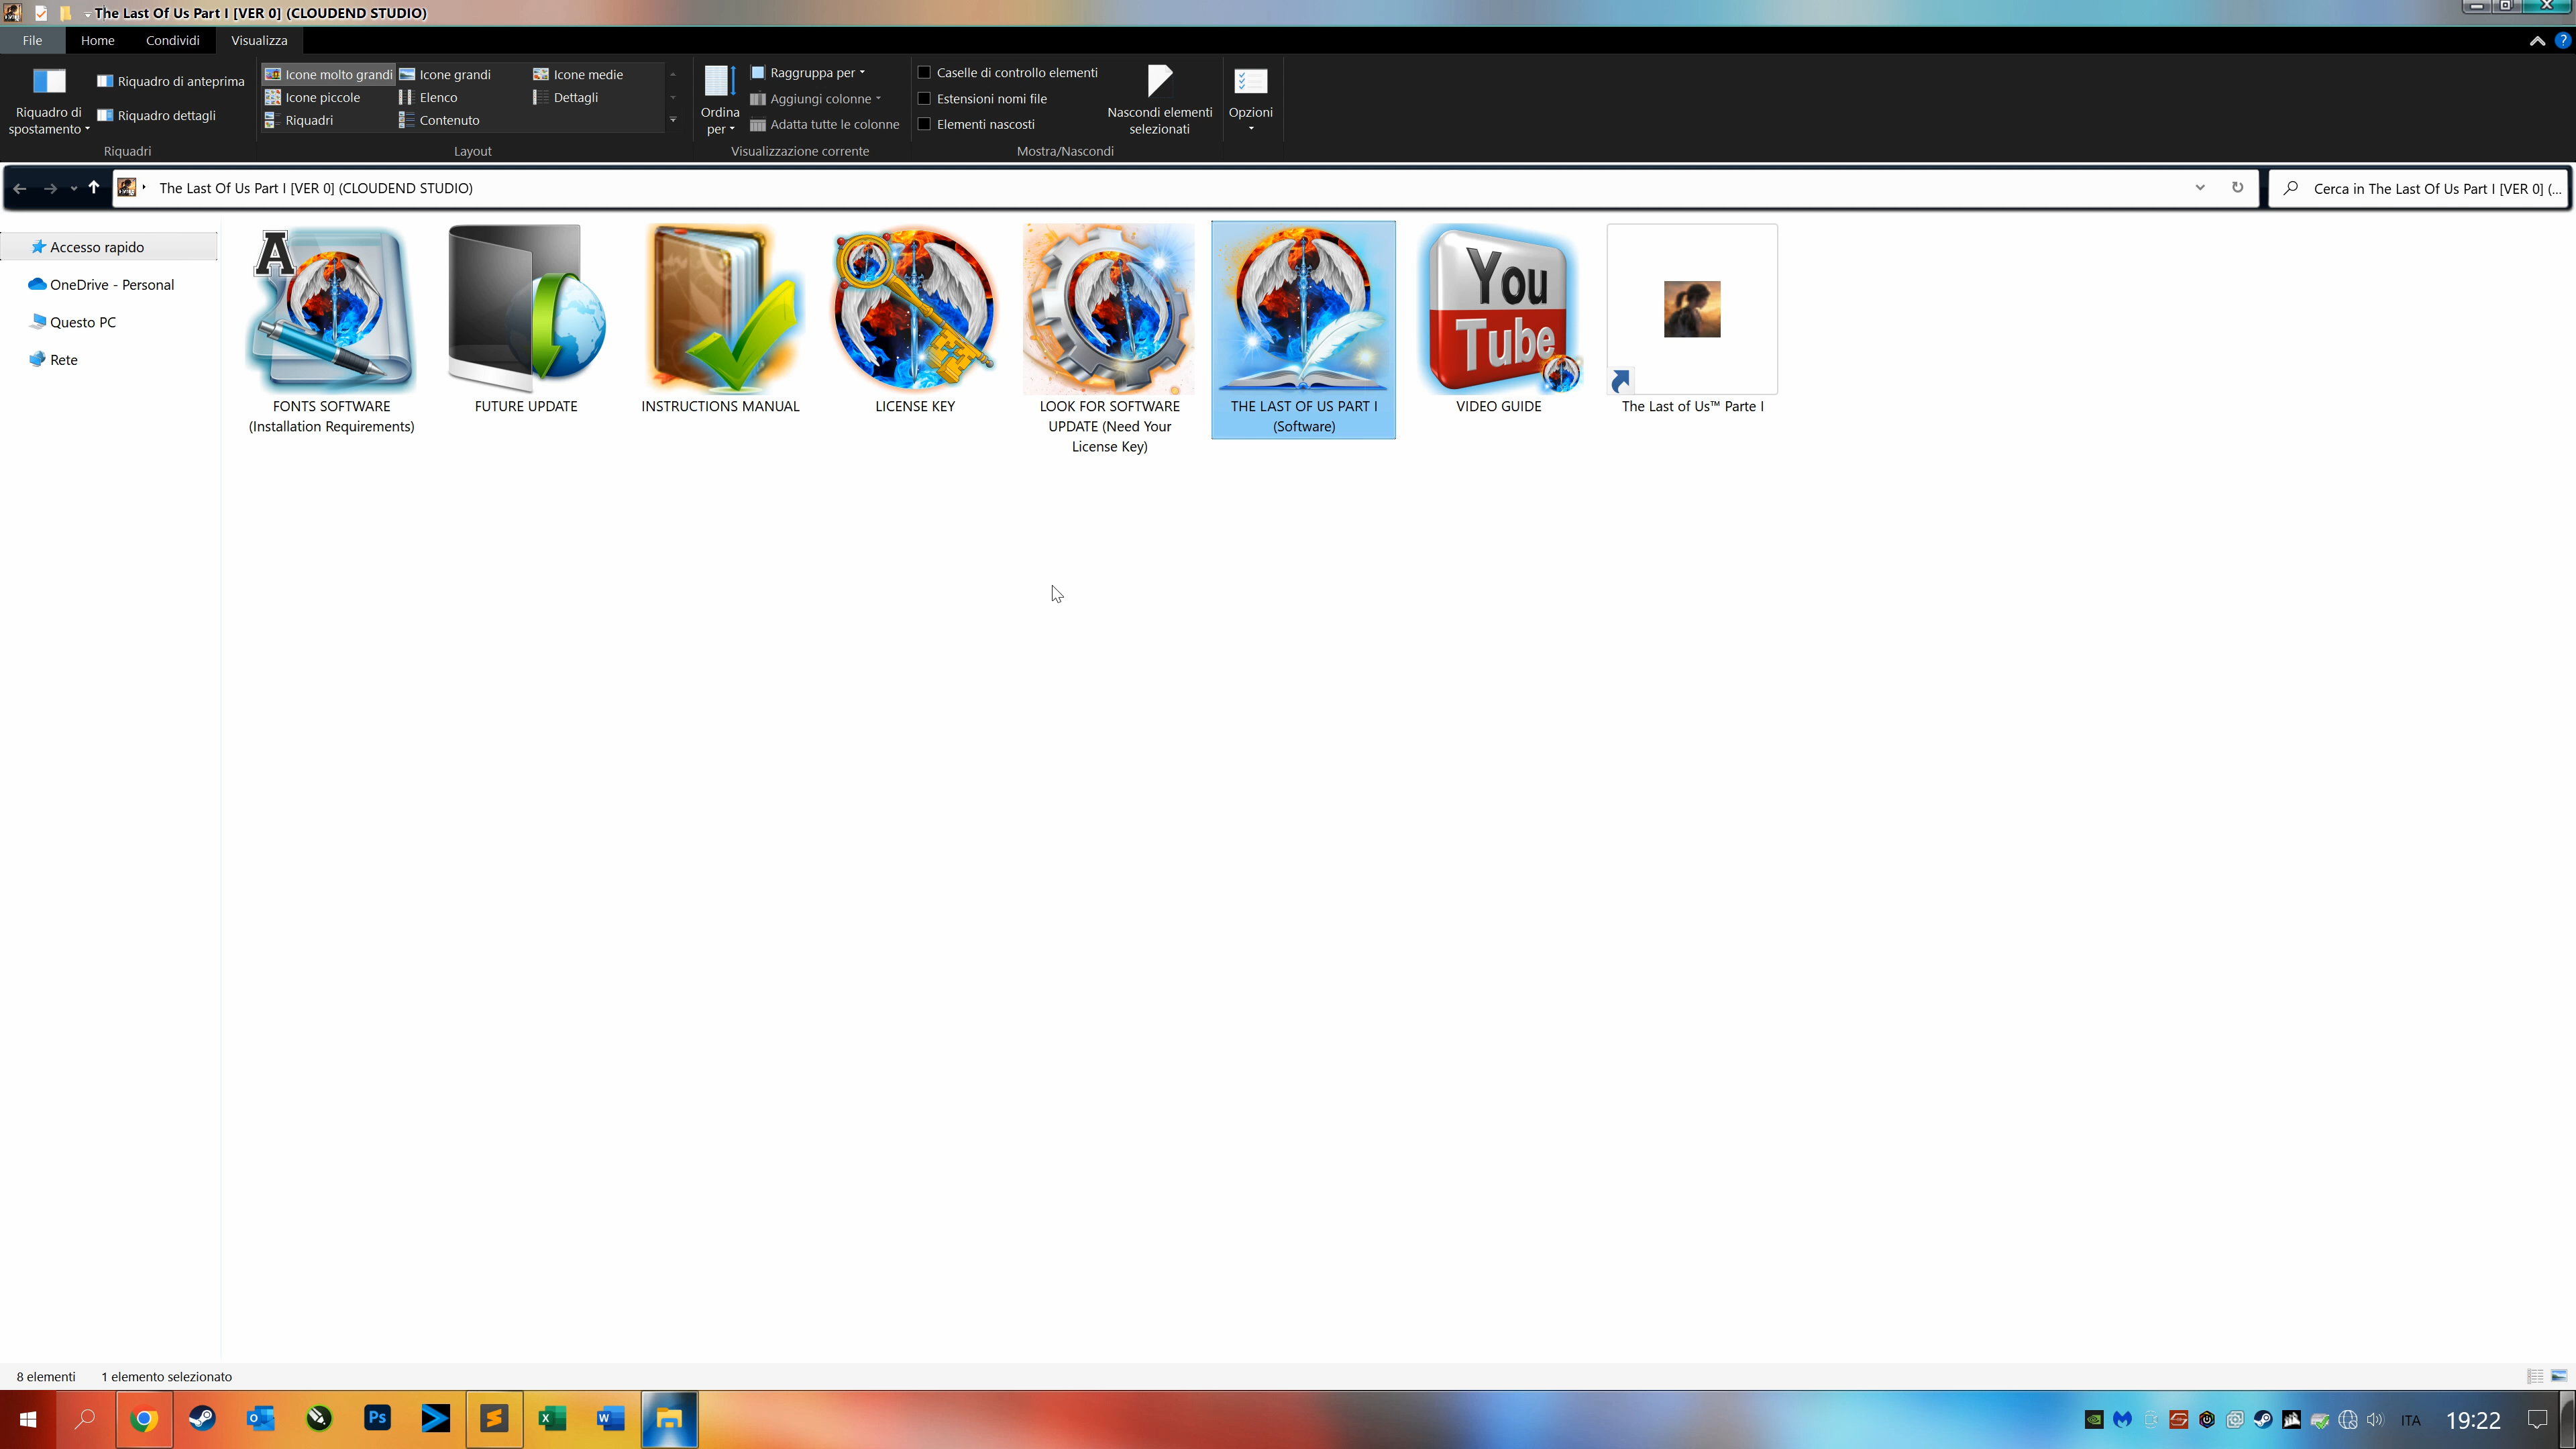 The Last Of Us Part I [VER 0] (CLOUDEND STUDIO)
File
Home
Condividi
Visualizza
Riquadro di
spostamento
Riquadro di anteprima
Riquadro dettagli
Riquadri
Icone molto grandi
Icone grandi
Icone medie
Icone piccole
Elenco
Dettagli
Riquadri
Contenuto
Layout
Ordina
per
Raggruppa per
Aggiungi colonne
Adatta tutte le colonne
Visualizzazione corrente
Caselle di controllo elementi
Estensioni nomi file
Elementi nascosti
Nascondi elementi
selezionati
Mostra/Nascondi
Opzioni
The Last Of Us Part I [VER 0] (CLOUDEND STUDIO)
Cerca in The Last Of Us Part I [VER 0] (...
Accesso rapido
OneDrive - Personal
Questo PC
Rete
A
FONTS SOFTWARE
(Installation Requirements)
FUTURE UPDATE
INSTRUCTIONS MANUAL
LICENSE KEY
LOOK FOR SOFTWARE
UPDATE (Need Your
License Key)
THE LAST OF US PART I
(Software)
You
Tube
VIDEO GUIDE
The Last of Us™ Parte I
8 elementi
1 elemento selezionato
Ps
ITA
19:22